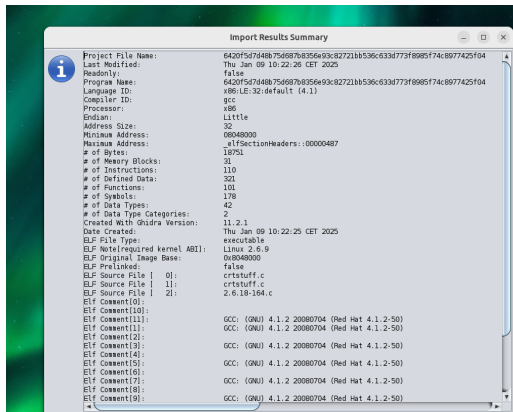 Import Results Summary
Project File Name: 6420f5d7d48b75d687b8356e93c82721bb536c633d773f8985f74c8977425f04
Last Modified: Thu Jan 09 10:22:26 CET 2025
Readonly: false
Program Name: 6420f5d7d48b75d687b8356e93c82721bb536c633d773f8985f74c8977425f04
Language ID: x86:LE:32:default (4.1)
Compiler ID: gcc
Processor: x86
Endian: Little
Address Size: 32
Minimum Address: 08048000
Maximum Address: _elfSectionHeaders::00000487
# of Bytes: 18751
# of Memory Blocks: 31
# of Instructions: 110
# of Defined Data: 321
# of Functions: 101
# of Symbols: 178
# of Data Types: 42
# of Data Type Categories: 2
Created With Ghidra Version: 11.2.1
Date Created: Thu Jan 09 10:22:25 CET 2025
ELF File Type: executable
ELF Note[required kernel ABI]: Linux 2.6.9
ELF Original Image Base: 0x8048000
ELF Prelinked: false
ELF Source File [ 0]: crtstuff.c
ELF Source File [ 1]: crtstuff.c
ELF Source File [ 2]: 2.6.18-164.c
Elf Comment[0]:
Elf Comment[10]:
Elf Comment[11]: GCC: (GNU) 4.1.2 20080704 (Red Hat 4.1.2-50)
Elf Comment[1]: GCC: (GNU) 4.1.2 20080704 (Red Hat 4.1.2-50)
Elf Comment[2]:
Elf Comment[3]: GCC: (GNU) 4.1.2 20080704 (Red Hat 4.1.2-50)
Elf Comment[4]:
Elf Comment[5]: GCC: (GNU) 4.1.2 20080704 (Red Hat 4.1.2-50)
Elf Comment[6]:
Elf Comment[7]: GCC: (GNU) 4.1.2 20080704 (Red Hat 4.1.2-50)
Elf Comment[8]:
Elf Comment[9]: GCC: (GNU) 4.1.2 20080704 (Red Hat 4.1.2-50)